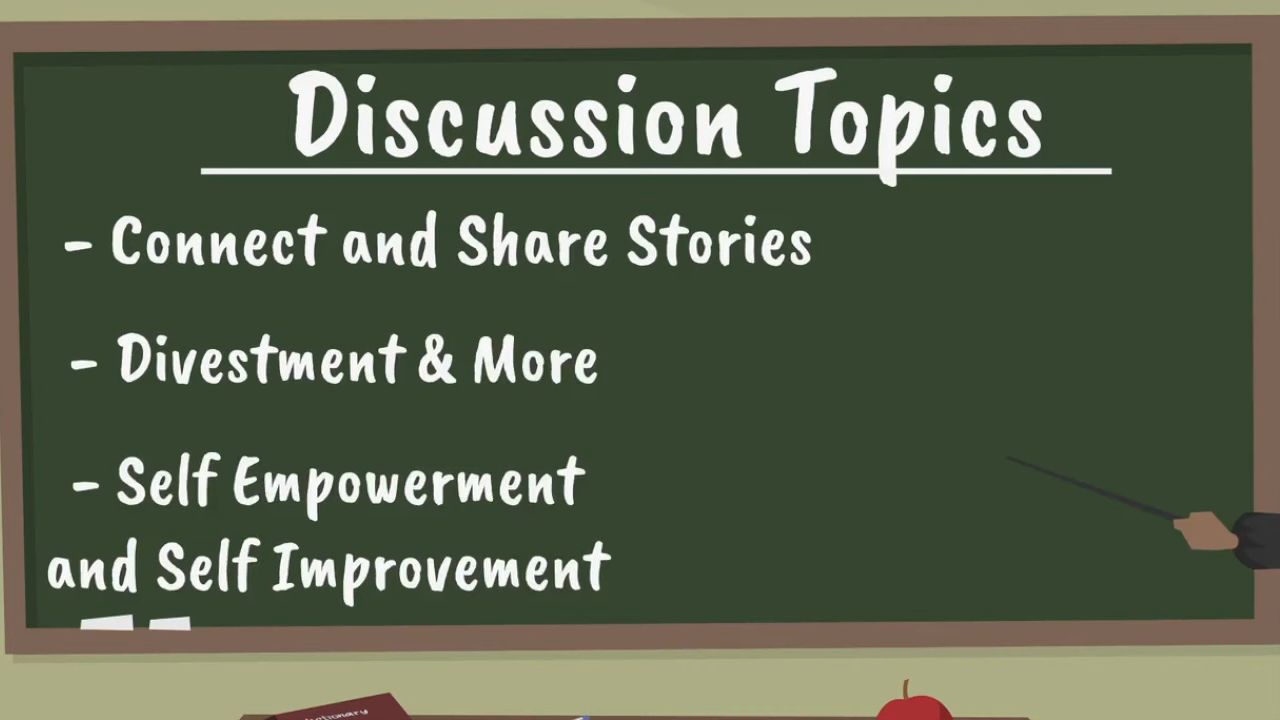 Discussion Topics
- Connect and Share Stories
- Divestment & More
- Self Empowerment
and Self Improvement